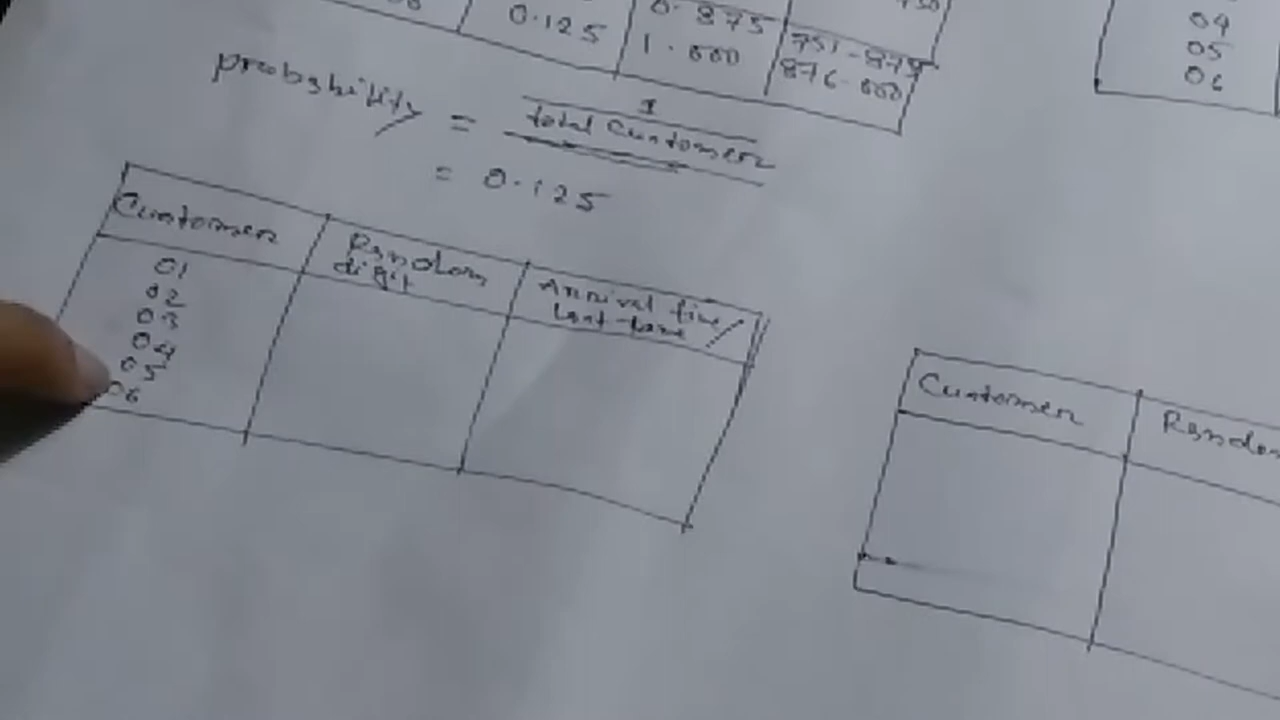 0.875 750
0.125 1.000 751-875
876-000
04
05
06
probability = 1
total Customer
= 0.125
Customer Random digit Arrival time/
01
02
03
04
05
06
Customer Random